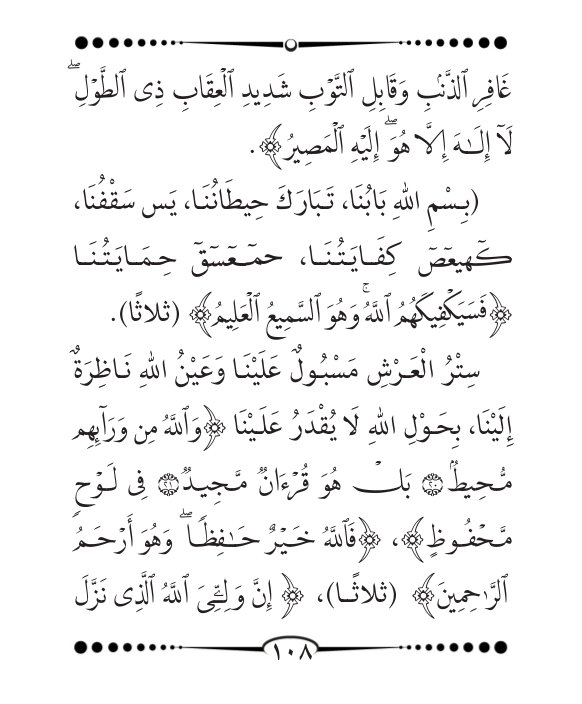 غَافِرِ ٱلذَّنۢبِ وَقَابِلِ ٱلتَّوۡبِ شَدِيدِ ٱلۡعِقَابِ ذِى ٱلطَّوۡلِۖ
لَآ إِلَـٰهَ إِلَّا هُوَۖ إِلَيۡهِ ٱلۡمَصِيرُ﴾.
(بِسْمِ اللهِ بَابُنَا، تَبَارَكَ حِيطَانُنَا، يَس سَقْفُنَا،
كٓهيعٓصٓ كِفَايَتُنَا، حمٓعٓسٓقٓ حِمَايَتُنَا
﴿فَسَيَكۡفِيكَهُمُ ٱللَّهُۚ وَهُوَ ٱلسَّمِيعُ ٱلۡعَلِيمُ﴾ (ثلاثًا).
سِتْرُ الْعَرْشِ مَسْبُولٌ عَلَيْنَا وَعَيْنُ اللهِ نَاظِرَةٌ
إِلَيْنَا، بِحَوْلِ اللهِ لَا يُقْدَرُ عَلَيْنَا ﴿وَٱللَّهُ مِن وَرَآئِهِم
مُّحِيطُۢ ٢٠ بَلۡ هُوَ قُرۡءَانٌ مَّجِيدٌ ٢١ فِى لَوۡحٖ
مَّحۡفُوظٍ﴾، ﴿فَٱللَّهُ خَيۡرٌ حَـٰفِظٗاۖ وَهُوَ أَرۡحَمُ
ٱلرَّٰحِمِينَ﴾ (ثلاثًا)، ﴿إِنَّ وَلِـِّۧىَ ٱللَّهُ ٱلَّذِى نَزَّلَ
١٠٨